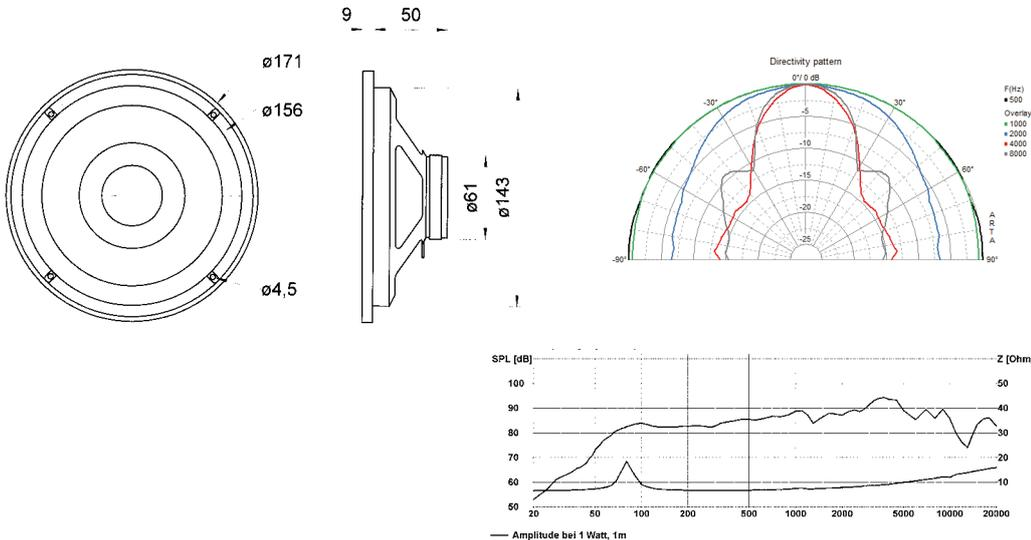 9 50
ø171
ø156
ø4,5
ø61
ø143
Directivity pattern
0°/ 0 dB
-30°
30°
-60°
60°
-90°
90°
-5
-10
-15
-20
-25
F(Hz)
500
Overlay
1000
2000
4000
8000
A
R
T
A
SPL [dB]
Z [Ohm
100
90
80
70
60
50
50
40
30
20
10
20 50 100 200 500 1000 2000 5000 10000 20000
Amplitude bei 1 Watt, 1m